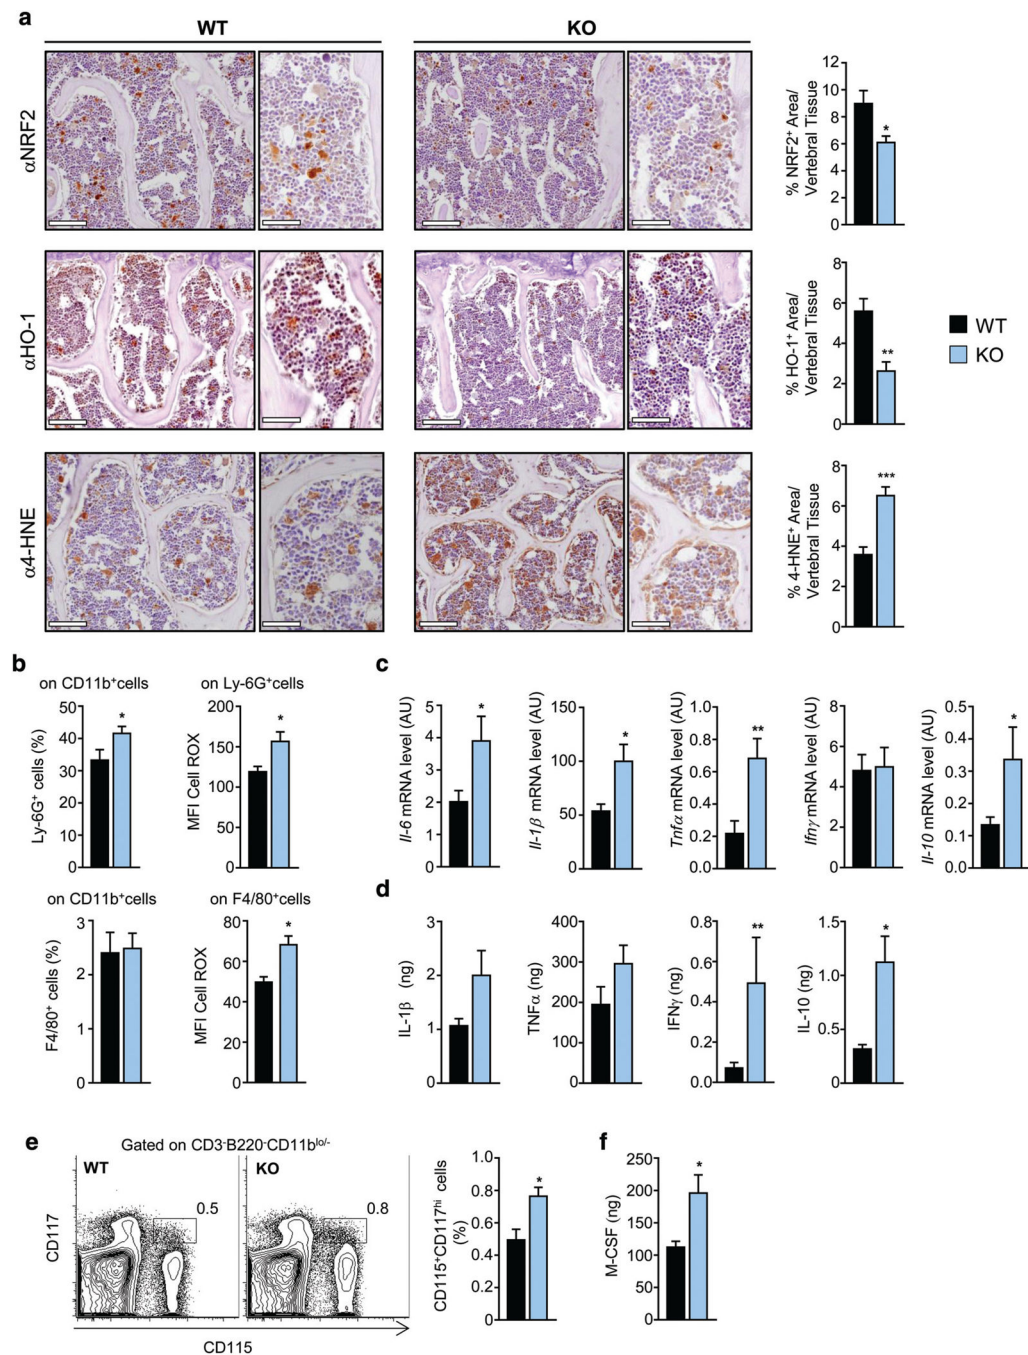 a
WT
KO
αNRF2
% NRF2⁺ Area/
Vertebral Tissue
12
10
8
6
4
2
0
*
αHO-1
% HO-1⁺ Area/
Vertebral Tissue
8
6
4
2
0
**
WT
KO
α4-HNE
% 4-HNE⁺ Area/
Vertebral Tissue
8
6
4
2
0
***
b
on CD11b⁺cells
Ly-6G⁺ cells (%)
50
40
30
20
10
0
*
on Ly-6G⁺cells
MFI Cell ROX
200
150
100
50
0
*
on CD11b⁺cells
F4/80⁺ cells (%)
3
2
1
0
on F4/80⁺cells
MFI Cell ROX
80
60
40
20
0
*
c
Il-6 mRNA level (AU)
5
4
3
2
1
0
*
Il-1β mRNA level (AU)
150
100
50
0
*
Tnfα mRNA level (AU)
1.0
0.8
0.6
0.4
0.2
0.0
**
Ifnγ mRNA level (AU)
8
6
4
2
0
Il-10 mRNA level (AU)
0.5
0.4
0.3
0.2
0.1
0.0
*
d
IL-1β (ng)
3
2
1
0
TNFα (ng)
400
300
200
100
0
IFNγ (ng)
0.8
0.6
0.4
0.2
0.0
**
IL-10 (ng)
1.5
1.0
0.5
0.0
*
e
Gated on CD3⁻B220⁻CD11b^lo/-
WT
0.5
KO
0.8
CD117
CD115
CD115⁺CD117^hi cells
(%)
1.0
0.8
0.6
0.4
0.2
0.0
*
f
M-CSF (ng)
250
200
150
100
50
0
*